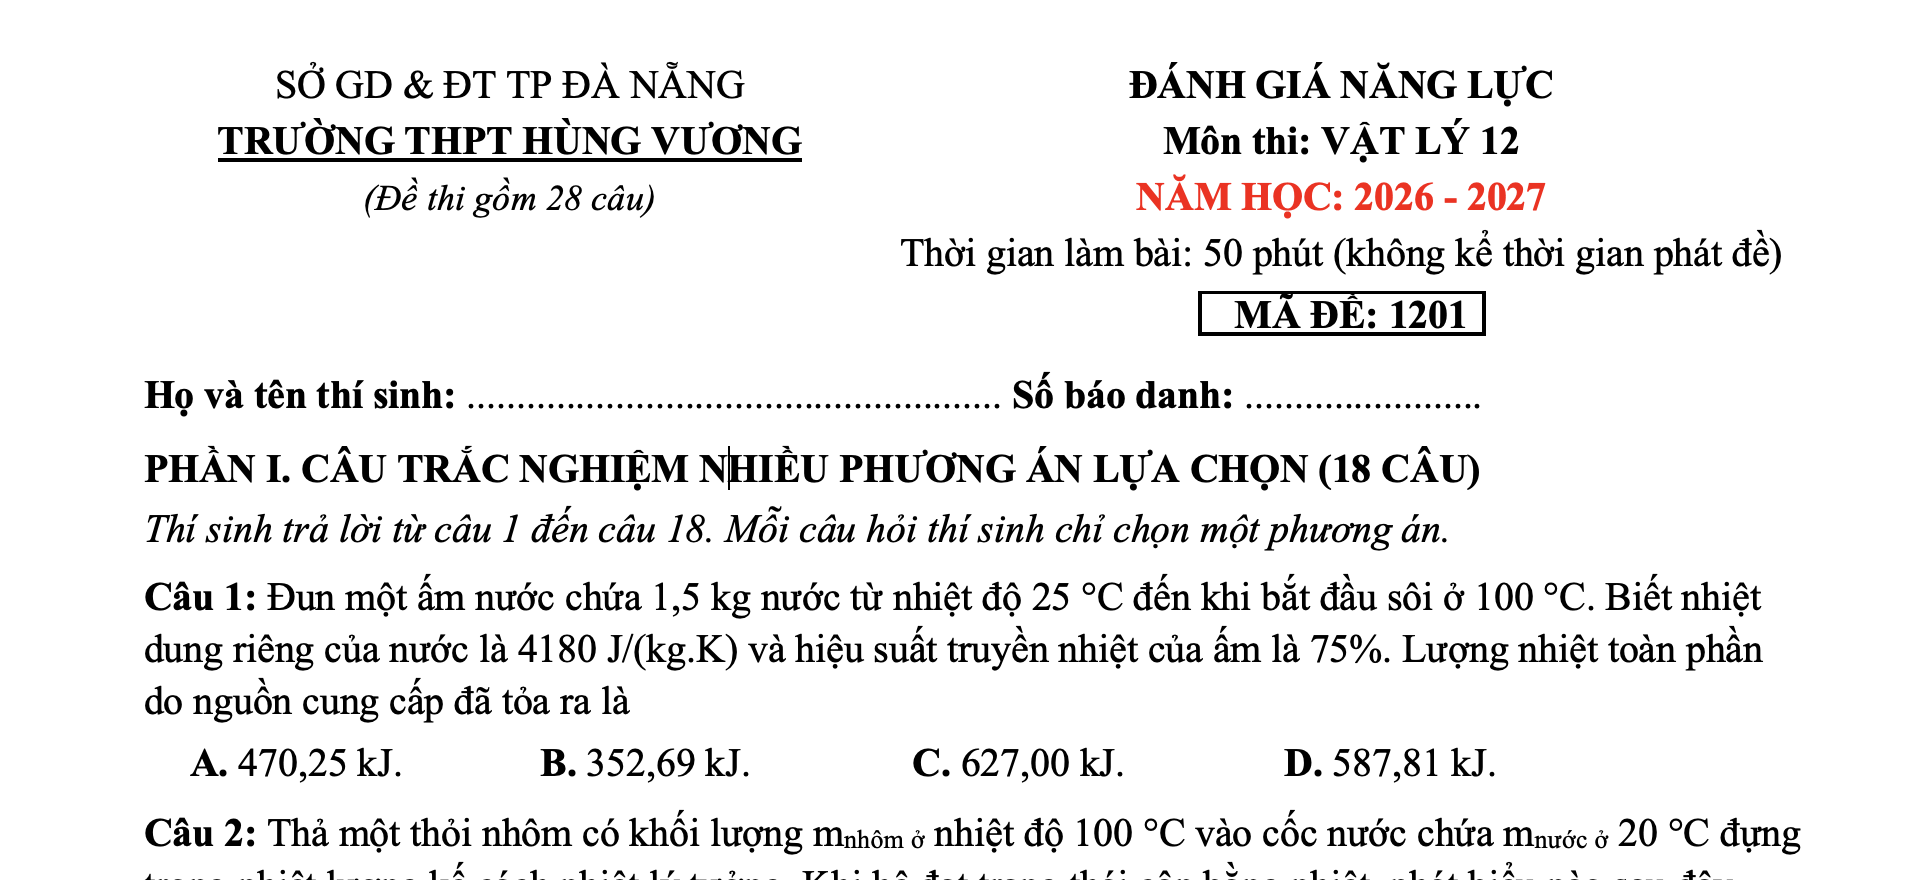 SỞ GD & ĐT TP ĐÀ NẴNG
TRƯỜNG THPT HÙNG VƯƠNG
(Đề thi gồm 28 câu)
ĐÁNH GIÁ NĂNG LỰC
Môn thi: VẬT LÝ 12
NĂM HỌC: 2026 - 2027
Thời gian làm bài: 50 phút (không kể thời gian phát đề)
MÃ ĐỀ: 1201
Họ và tên thí sinh: ...................................................... Số báo danh: ........................
PHẦN I. CÂU TRẮC NGHIỆM NHIỀU PHƯƠNG ÁN LỰA CHỌN (18 CÂU)
Thí sinh trả lời từ câu 1 đến câu 18. Mỗi câu hỏi thí sinh chỉ chọn một phương án.
Câu 1: Đun một ấm nước chứa 1,5 kg nước từ nhiệt độ 25 °C đến khi bắt đầu sôi ở 100 °C. Biết nhiệt
dung riêng của nước là 4180 J/(kg.K) và hiệu suất truyền nhiệt của ấm là 75%. Lượng nhiệt toàn phần
do nguồn cung cấp đã tỏa ra là
A. 470,25 kJ. B. 352,69 kJ. C. 627,00 kJ. D. 587,81 kJ.
Câu 2: Thả một thỏi nhôm có khối lượng mnhôm ở nhiệt độ 100 °C vào cốc nước chứa mnước ở 20 °C đựng